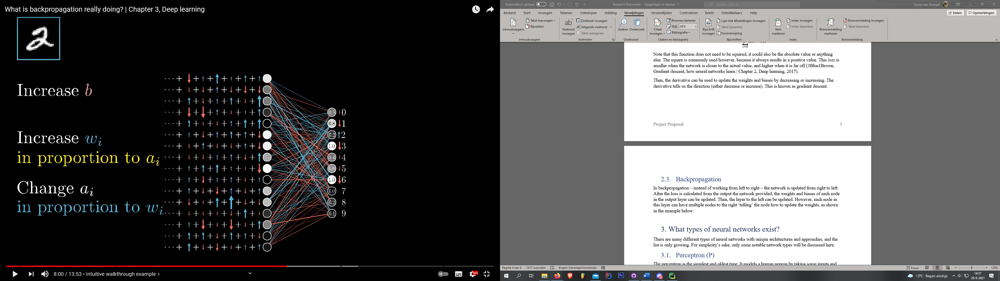 What is backpropagation really doing? | Chapter 3, Deep learning
Increase b
Increase wᵢ
in proportion to aᵢ
Change aᵢ
in proportion to wᵢ
0.5 0
0.8 1
0.2 2
1.0 3
0.4 4
0.6 5
1.0 6
0.0 7
0.2 8
0.1 9
8:00 / 13:53 • Intuitive walkthrough example ›
HD
Automatisch opslaan
Research Document - Opgeslagen in deze pc
Zoeken (Alt+Q)
Sverre van Gompel
Bestand Start Invoegen Tekenen Ontwerpen Indeling Verwijzingen Verzendlijsten Controleren Beeld Ontwikkelaars Help
Delen Opmerkingen
Inhoudsopgave
Tekst toevoegen
Bijwerken
Inhoudsopgave
ab
Voetnoot invoegen
Eindnoot invoegen
Volgende voetnoot
Tekst weergeven
Voetnoten
Zoeken Onderzoek
Onderzoek
Citaat invoegen
Bronnen beheren
Stijl: APA
Bibliografie
Citaten en bibliografie
Bijschrift invoegen
Lijst met afbeeldingen invoegen
Tabel bijwerken
Kruisverwijzing
Bijschriften
Item markeren
Index invoegen
Index bijwerken
Index
Bronvermelding markeren
Bronvermelding invoegen
Tabel bijwerken
Bronvermelding
i=0
Note that this function does not need to be squared, it could also be the absolute value or anything
else. The square is commonly used however, because it always results in a positive value. This loss is
smaller when the network is closer to the actual value, and higher when it is far off (3Blue1Brown,
Gradient descent, how neural networks learn | Chapter 2, Deep learning, 2017).
Then, the derivative can be used to update the weights and biases by decreasing or increasing. The
derivative tells us the direction (either decrease or increase). This is known as gradient descent.
Project Proposal 3
2.3. Backpropagation
In backpropagation – instead of working from left to right – the network is updated from right to left.
After the loss is calculated from the output the network provided, the weights and biases of each node
in the output layer can be updated. Then, the layer to the left can be updated. However, each node in
this layer can have multiple nodes to the right ‘telling’ the node how to update the weights, as shown
in the example below:
3. What types of neural networks exist?
There are many different types of neural networks with unique architectures and approaches, and the
list is only growing. For simplicity’s sake, only some notable network types will be discussed here.
3.1. Perceptron (P)
The perceptron is the simplest and oldest type. It models a human neuron by taking some inputs and
Pagina 4 van 6 1417 woorden Engels (Verenigd Koninkrijk)
Focus
120%
13°C Regen eindigt
14:37
29-9-2021